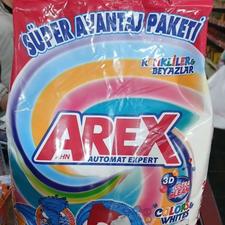 SÜPER AVANTAJ PAKETİ
RENKLİLER &
BEYAZLAR
AREX
AUTOMAT EXPERT
3D
COLORS &
WHITES